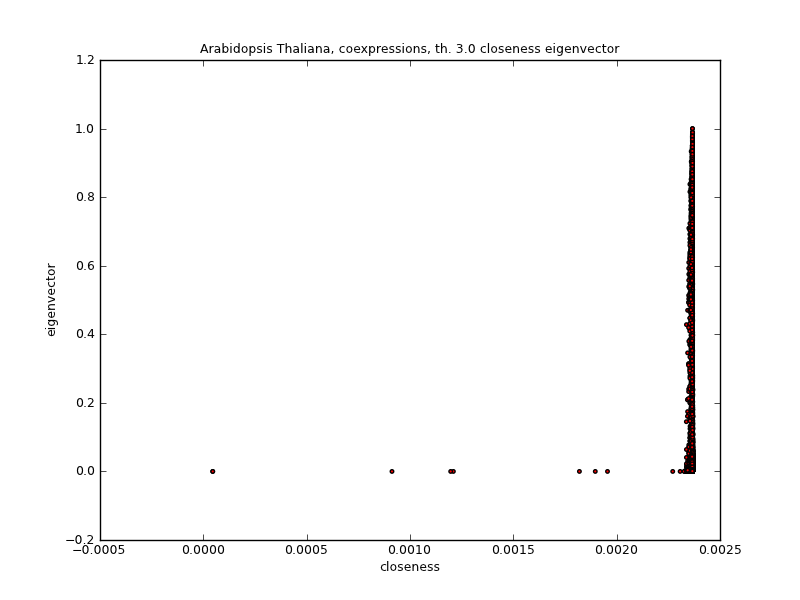 Arabidopsis Thaliana, coexpressions, th. 3.0 closeness eigenvector
1.2
1.0
0.8
0.6
0.4
0.2
0.0
−0.2
eigenvector
−0.0005 0.0000 0.0005 0.0010 0.0015 0.0020 0.0025
closeness